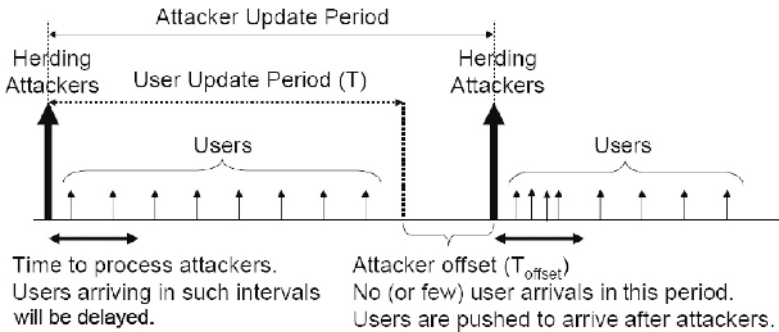 Attacker Update Period
Herding
Attackers
Herding
Attackers
User Update Period (T)
Users
Users
Time to process attackers.
Users arriving in such intervals
will be delayed.
Attacker offset (Toffset)
No (or few) user arrivals in this period.
Users are pushed to arrive after attackers.